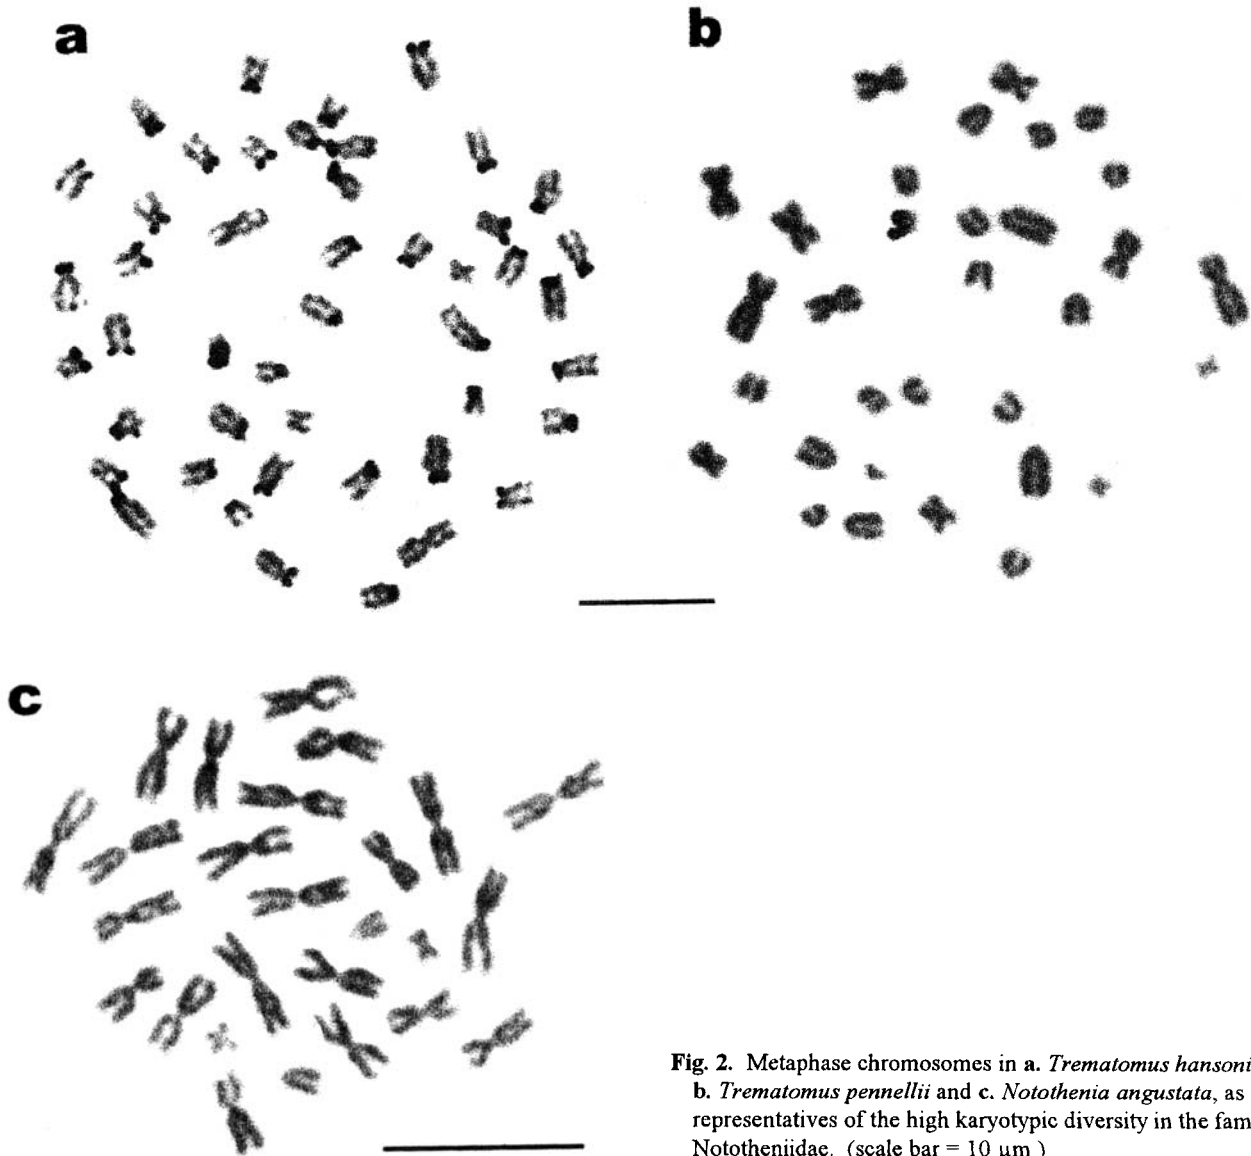 a
b
c
Fig. 2. Metaphase chromosomes in a. Trematomus hansoni
b. Trematomus pennellii and c. Notothenia angustata, as
representatives of the high karyotypic diversity in the fam
Nototheniidae. (scale bar = 10 µm )